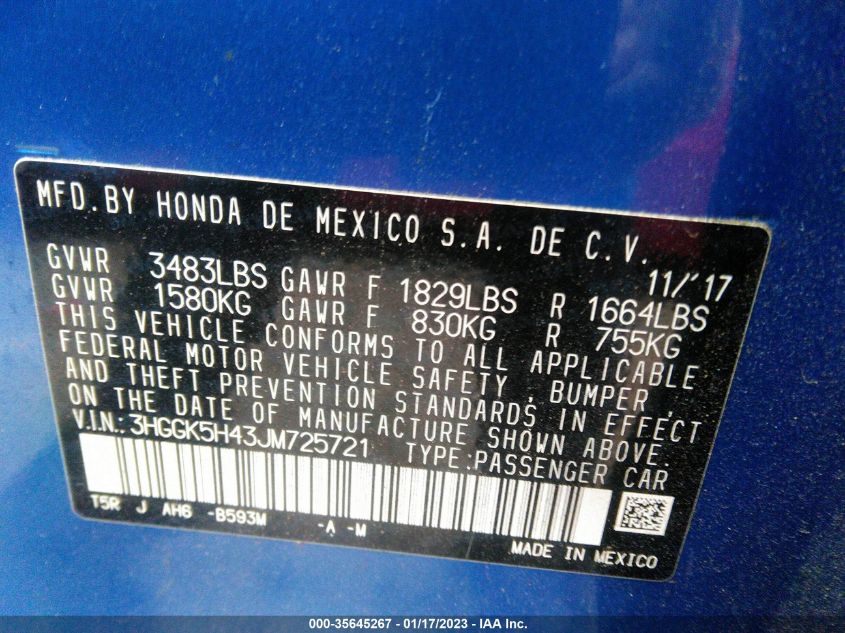 MFD.BY HONDA DE MEXICO S.A. DE C.V.
11/'17
GVWR 3483LBS GAWR F 1829LBS R 1664LBS
GVWR 1580KG GAWR F 830KG R 755KG
THIS VEHICLE CONFORMS TO ALL APPLICABLE
FEDERAL MOTOR VEHICLE SAFETY, BUMPER,
AND THEFT PREVENTION STANDARDS IN EFFECT
ON THE DATE OF MANUFACTURE SHOWN ABOVE.
V.I.N.: 3HGGK5H43JM725721 TYPE:PASSENGER CAR
T5R J AH6 -B593M -A -M
MADE IN MEXICO
000-35645267 - 01/17/2023 - IAA Inc.